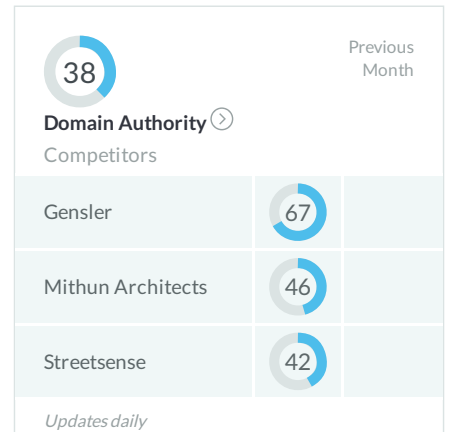 38
Previous
Month
Domain Authority
Competitors
Gensler 67
Mithun Architects 46
Streetsense 42
Updates daily